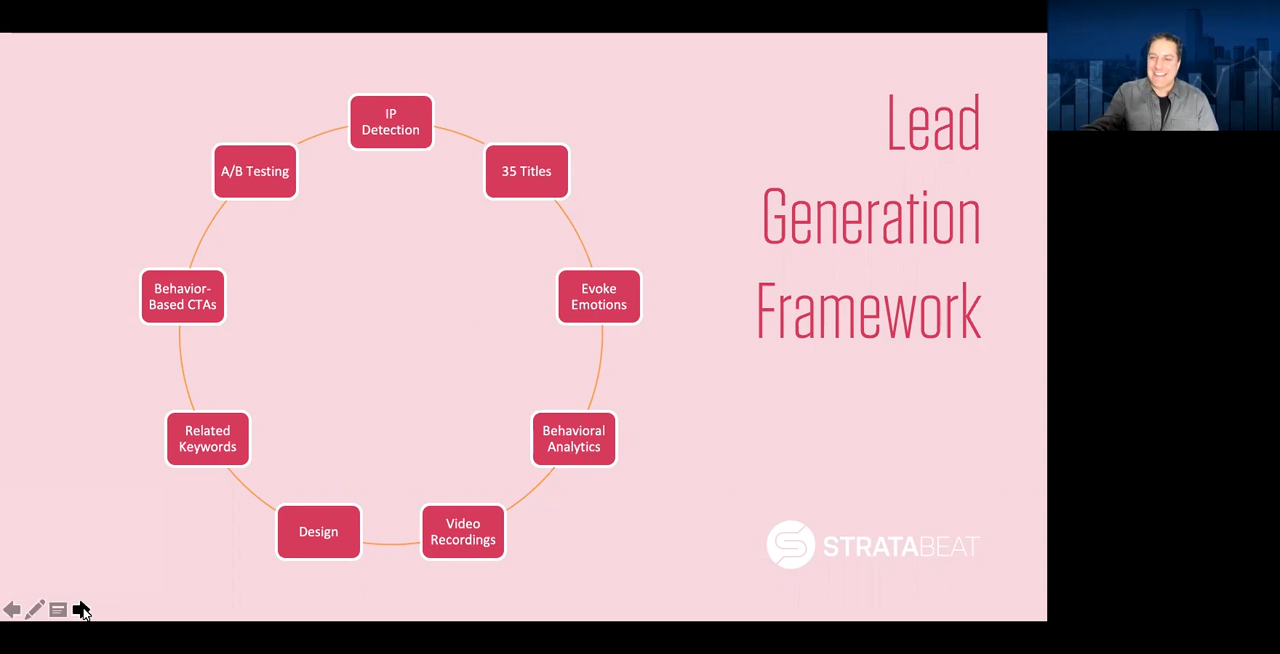 Lead
Generation
Framework
IP
Detection
35 Titles
Evoke
Emotions
Behavioral
Analytics
Video
Recordings
Design
Related
Keywords
Behavior-
Based CTAs
A/B Testing
STRATABEAT